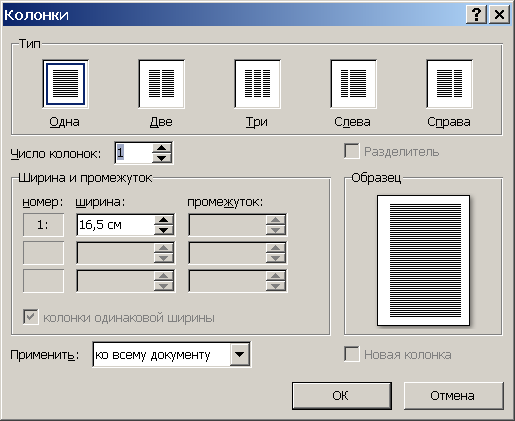 Колонки
Тип
Одна Две Три Слева Справа
Число колонок: 1 Разделитель
Ширина и промежуток Образец
номер: ширина: промежуток:
1: 16,5 см
колонки одинаковой ширины
Применить: ко всему документу Новая колонка
ОК Отмена